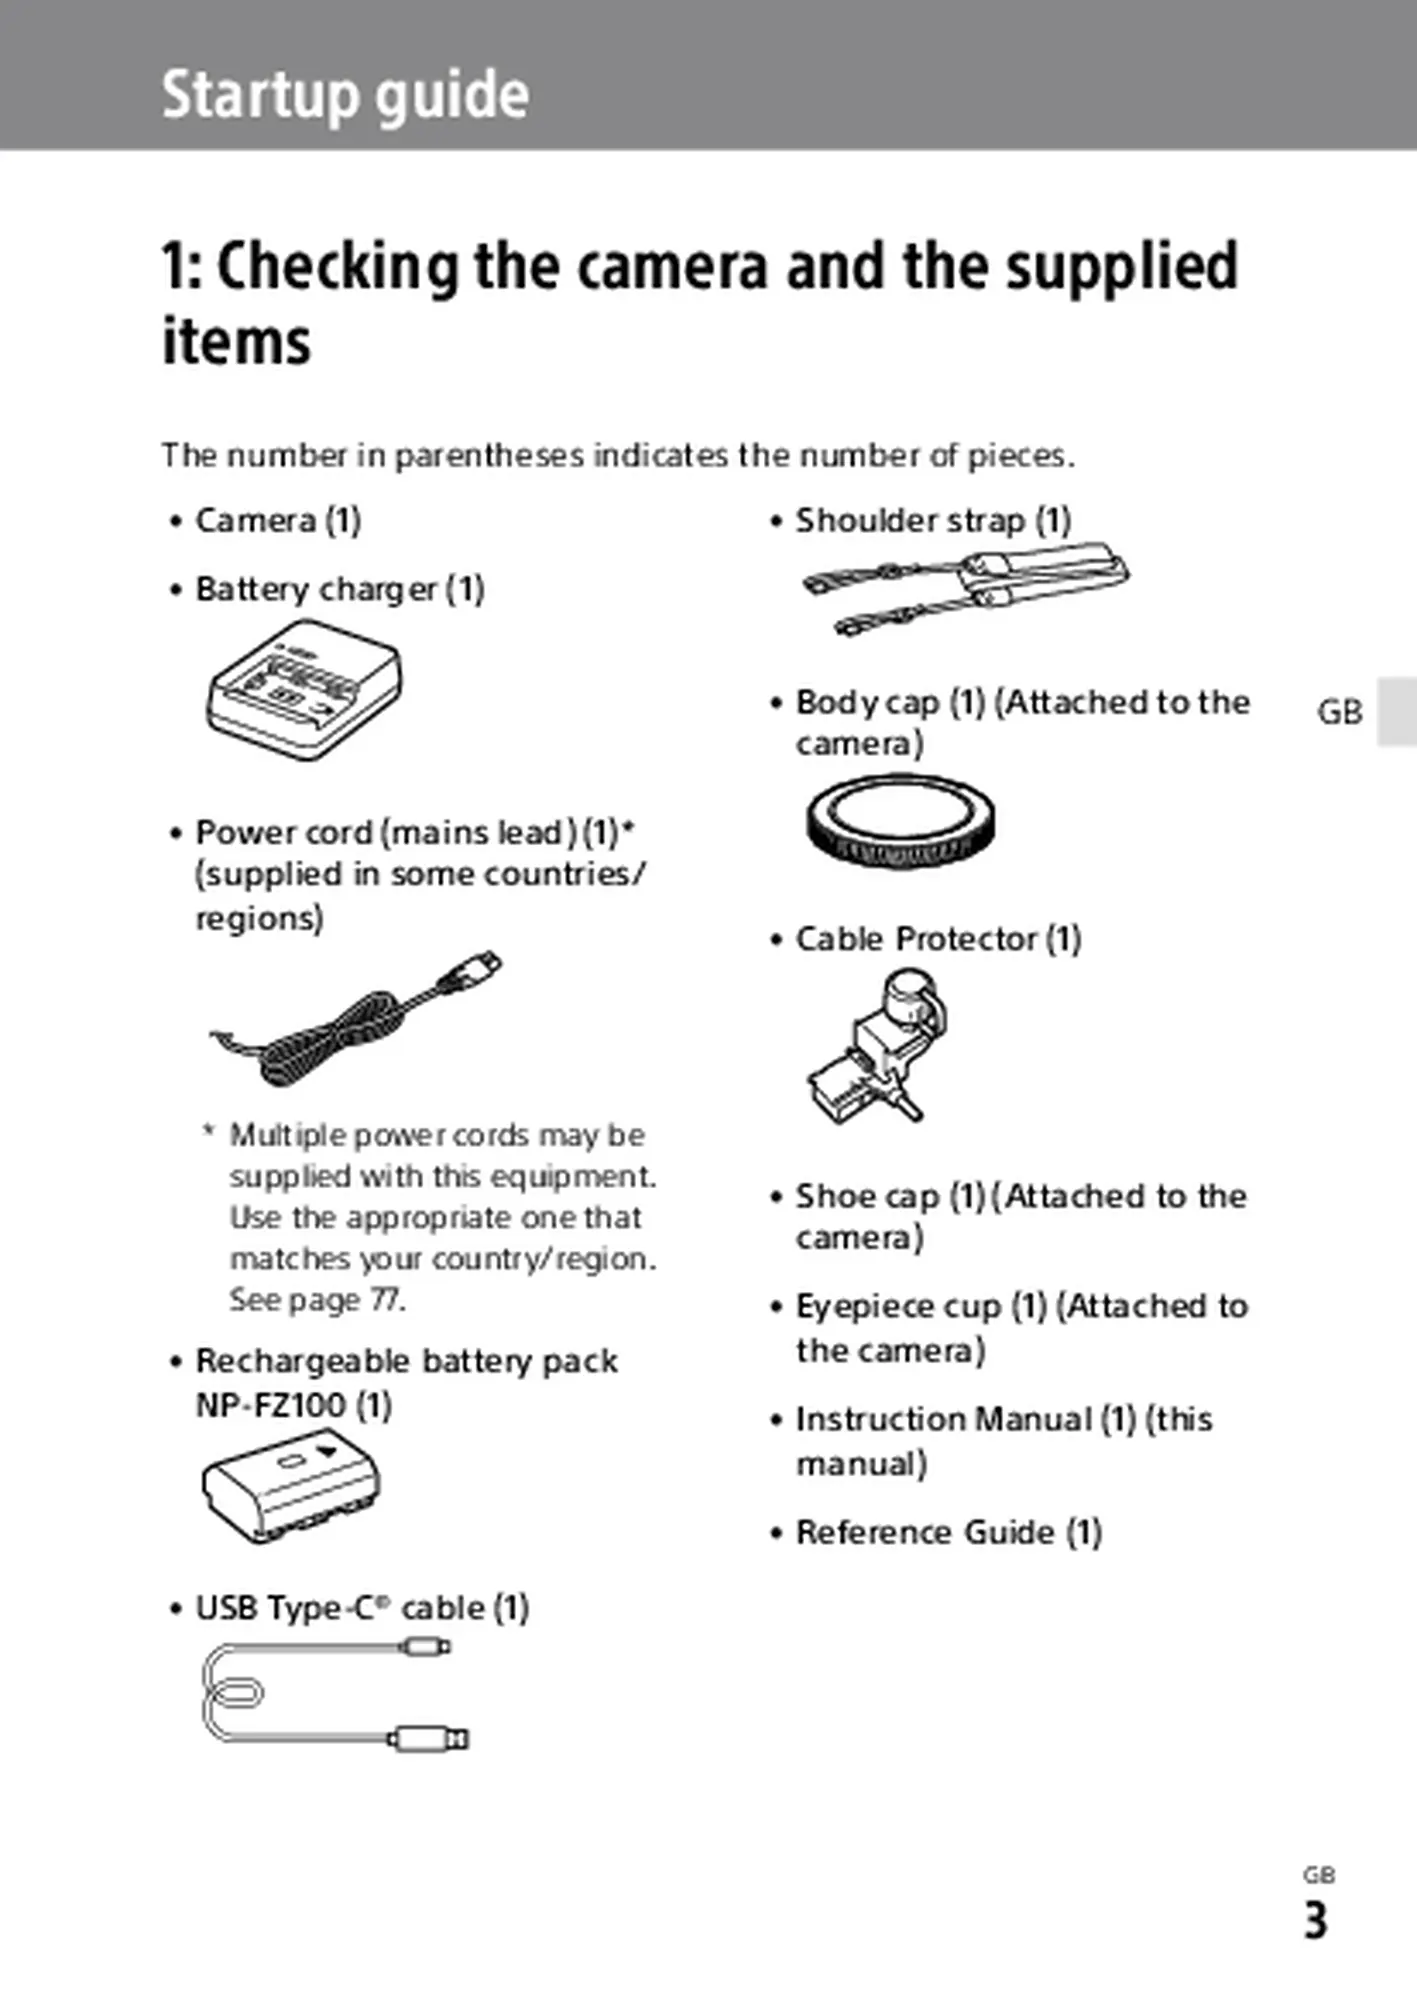 Startup guide
1: Checking the camera and the supplied
items
The number in parentheses indicates the number of pieces.
• Camera (1)
• Battery charger (1)
• Power cord (mains lead) (1)*
(supplied in some countries/
regions)
* Multiple power cords may be
supplied with this equipment.
Use the appropriate one that
matches your country/region.
See page 77.
• Rechargeable battery pack
NP-FZ100 (1)
• USB Type-C® cable (1)
• Shoulder strap (1)
• Body cap (1) (Attached to the
camera)
• Cable Protector (1)
• Shoe cap (1) (Attached to the
camera)
• Eyepiece cup (1) (Attached to
the camera)
• Instruction Manual (1) (this
manual)
• Reference Guide (1)
GB
GB
3